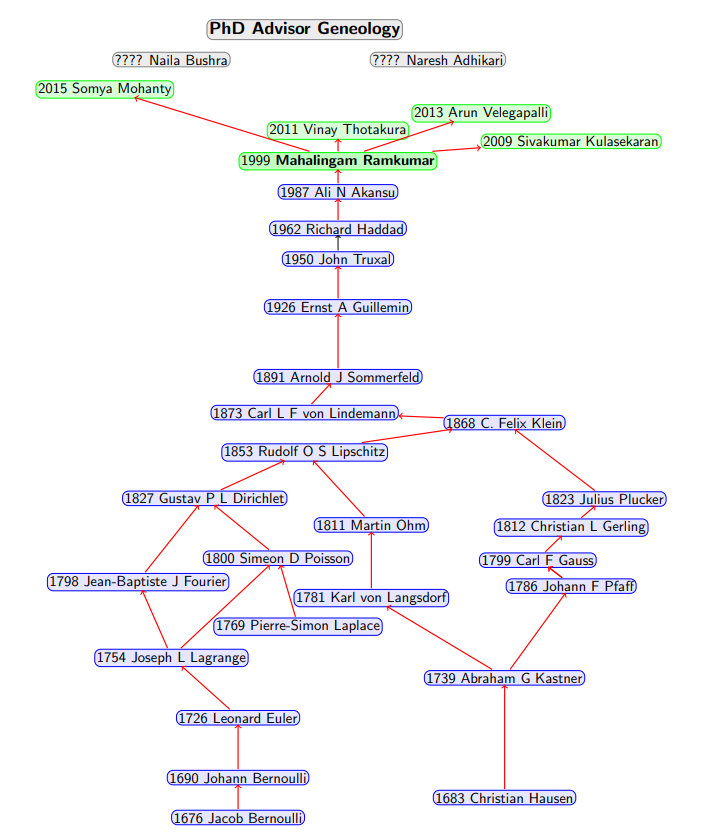 PhD Advisor Geneology
???? Naila Bushra
???? Naresh Adhikari
2015 Somya Mohanty
2013 Arun Velegapalli
2011 Vinay Thotakura
2009 Sivakumar Kulasekaran
1999 Mahalingam Ramkumar
1987 Ali N Akansu
1962 Richard Haddad
1950 John Truxal
1926 Ernst A Guillemin
1891 Arnold J Sommerfeld
1873 Carl L F von Lindemann
1868 C. Felix Klein
1853 Rudolf O S Lipschitz
1827 Gustav P L Dirichlet
1823 Julius Plucker
1811 Martin Ohm
1812 Christian L Gerling
1800 Simeon D Poisson
1799 Carl F Gauss
1798 Jean-Baptiste J Fourier
1786 Johann F Pfaff
1781 Karl von Langsdorf
1769 Pierre-Simon Laplace
1754 Joseph L Lagrange
1739 Abraham G Kastner
1726 Leonard Euler
1690 Johann Bernoulli
1683 Christian Hausen
1676 Jacob Bernoulli